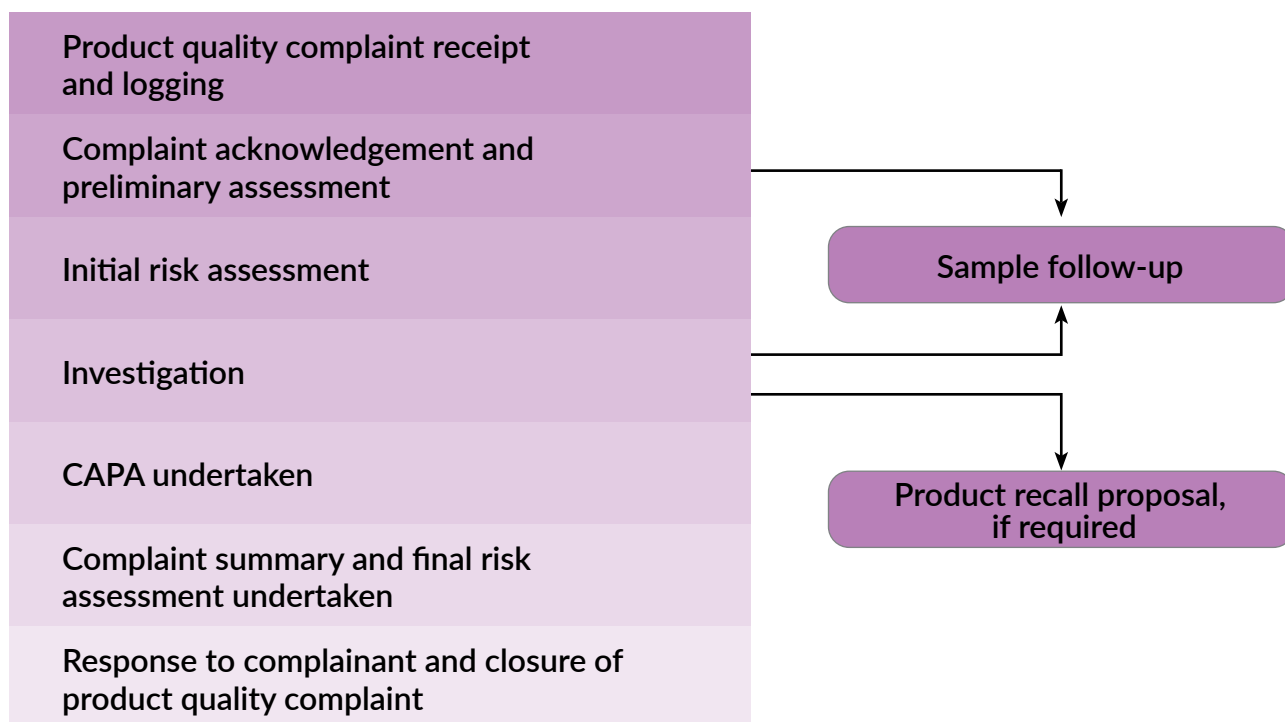 Product quality complaint receipt
and logging
Complaint acknowledgement and
preliminary assessment
Initial risk assessment
Investigation
CAPA undertaken
Complaint summary and final risk
assessment undertaken
Response to complainant and closure of
product quality complaint
Sample follow-up
Product recall proposal,
if required